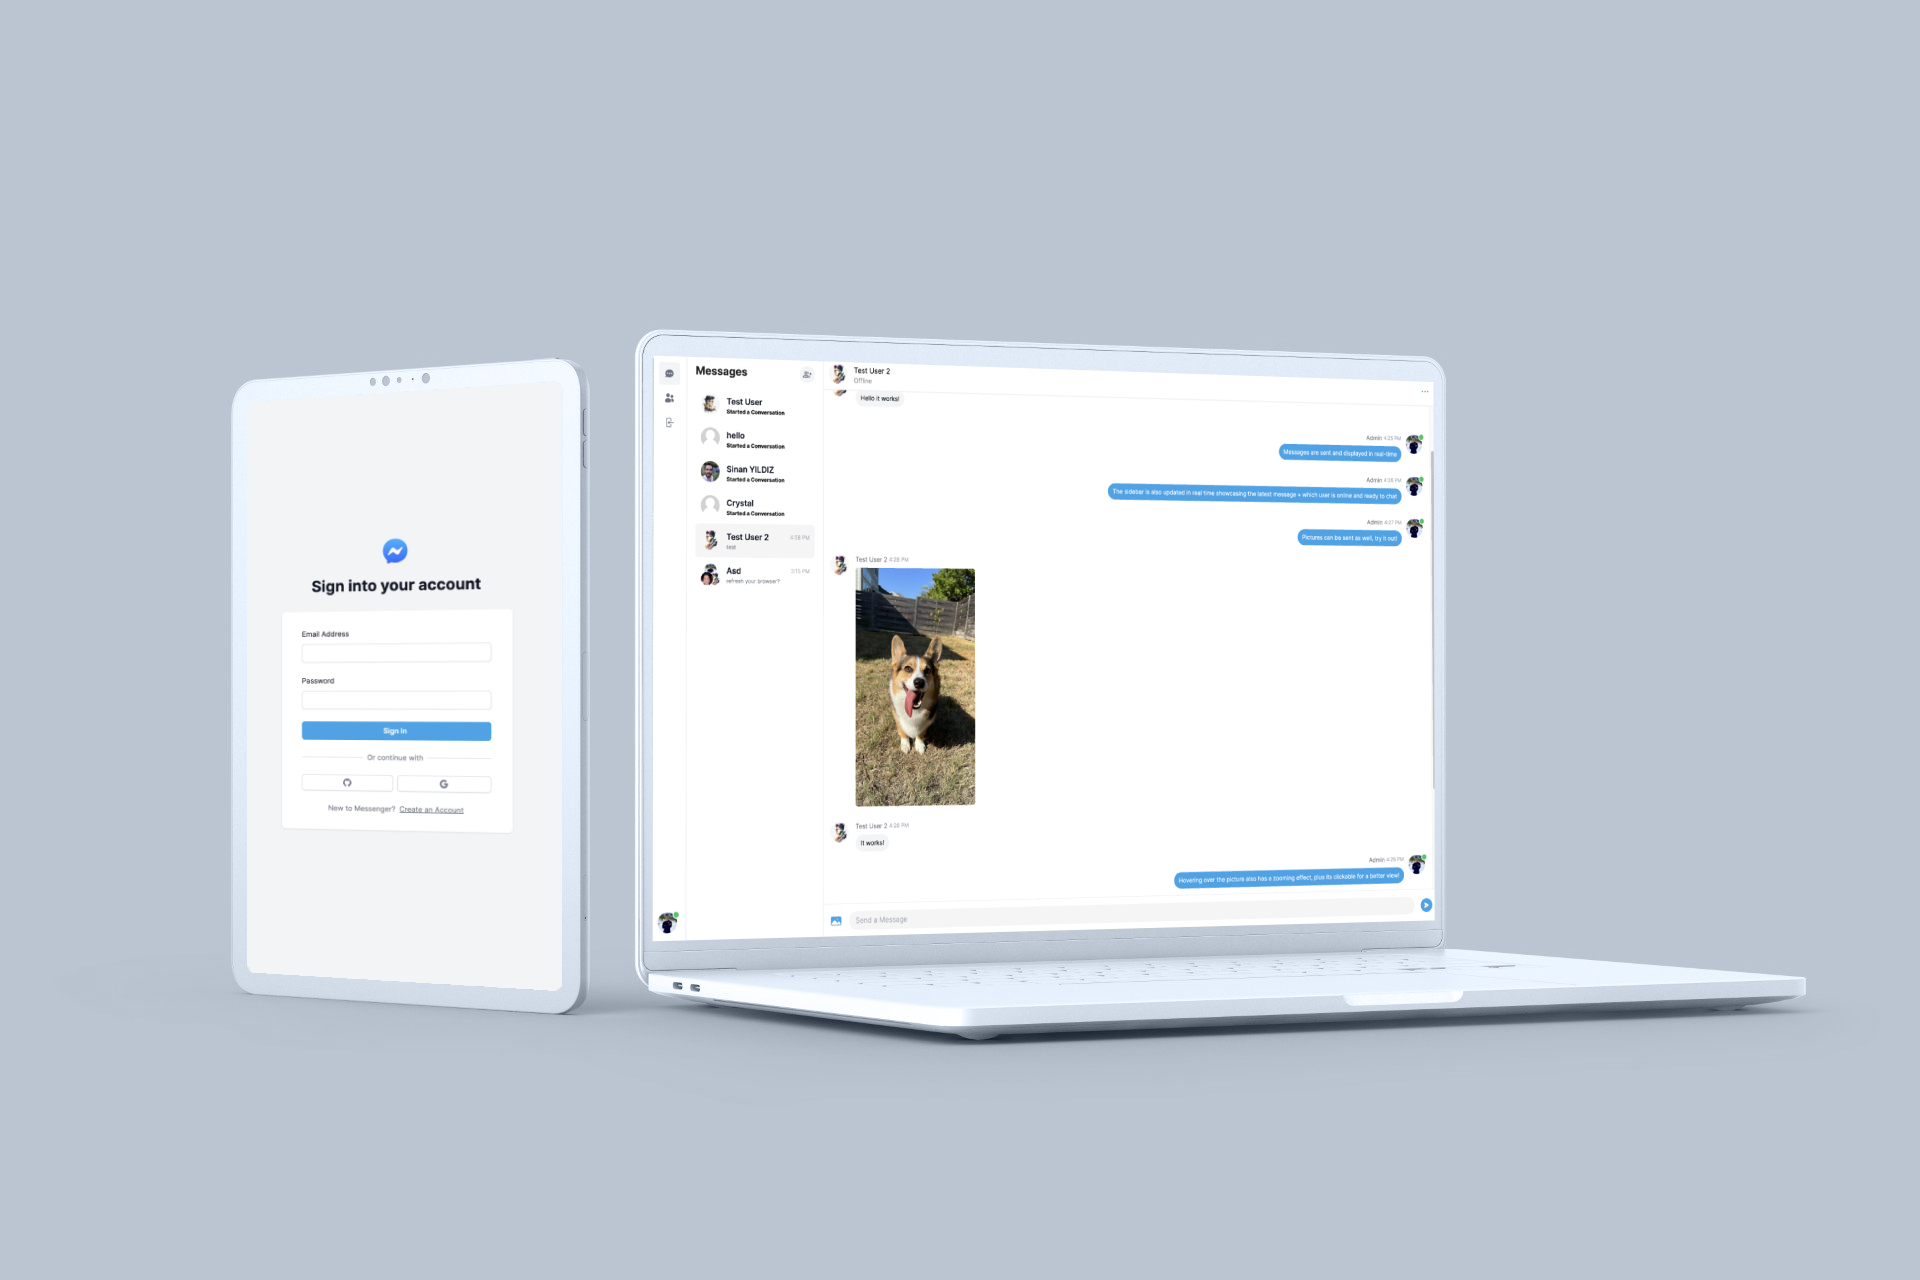 Sign into your account
Email Address
Password
Sign In
Or continue with
G
New to Messenger? Create an Account
Messages
Test User
Started a Conversation
hello
Started a Conversation
Sinan YILDIZ
Started a Conversation
Crystal
Started a Conversation
Test User 2 4:58 PM
test
Asd 3:15 PM
refresh your browser?
Test User 2
Offline
Hello it works!
Admin 4:25 PM
Messages are sent and displayed in real-time
Admin 4:26 PM
The sidebar is also updated in real time showcasing the latest message + which user is online and ready to chat
Admin 4:27 PM
Pictures can be sent as well, try it out!
Test User 2 4:28 PM
Test User 2 4:28 PM
It works!
Admin 4:29 PM
Hovering over the picture also has a zooming effect, plus its clickable for a better view!
Send a Message